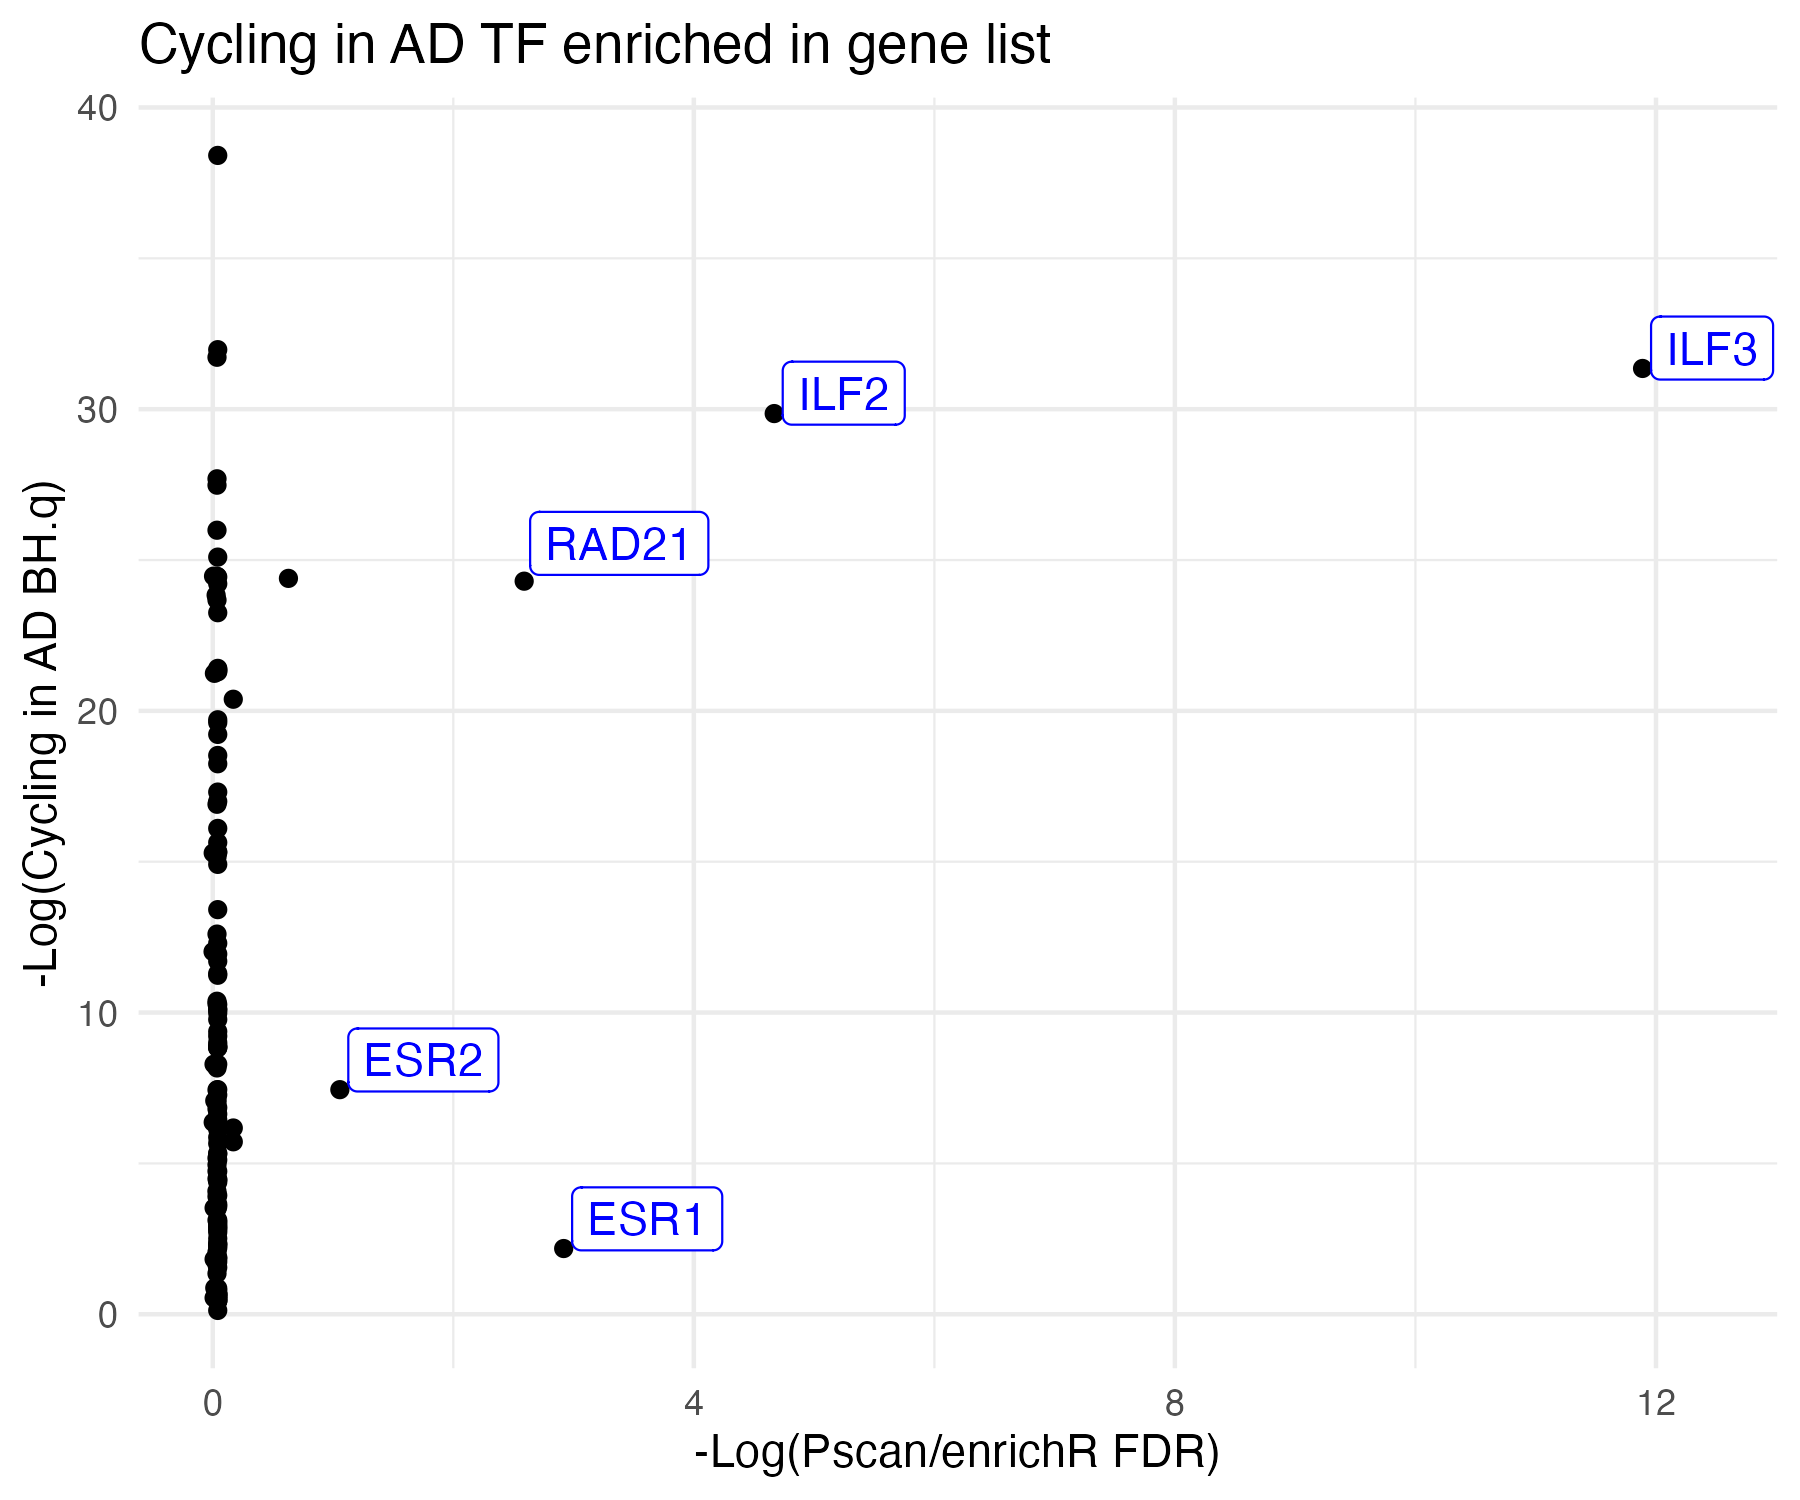 Cycling in AD TF enriched in gene list
-Log(Cycling in AD BH.q)
40
30
20
10
0
ILF3
ILF2
RAD21
ESR2
ESR1
0 4 8 12
-Log(Pscan/enrichR FDR)